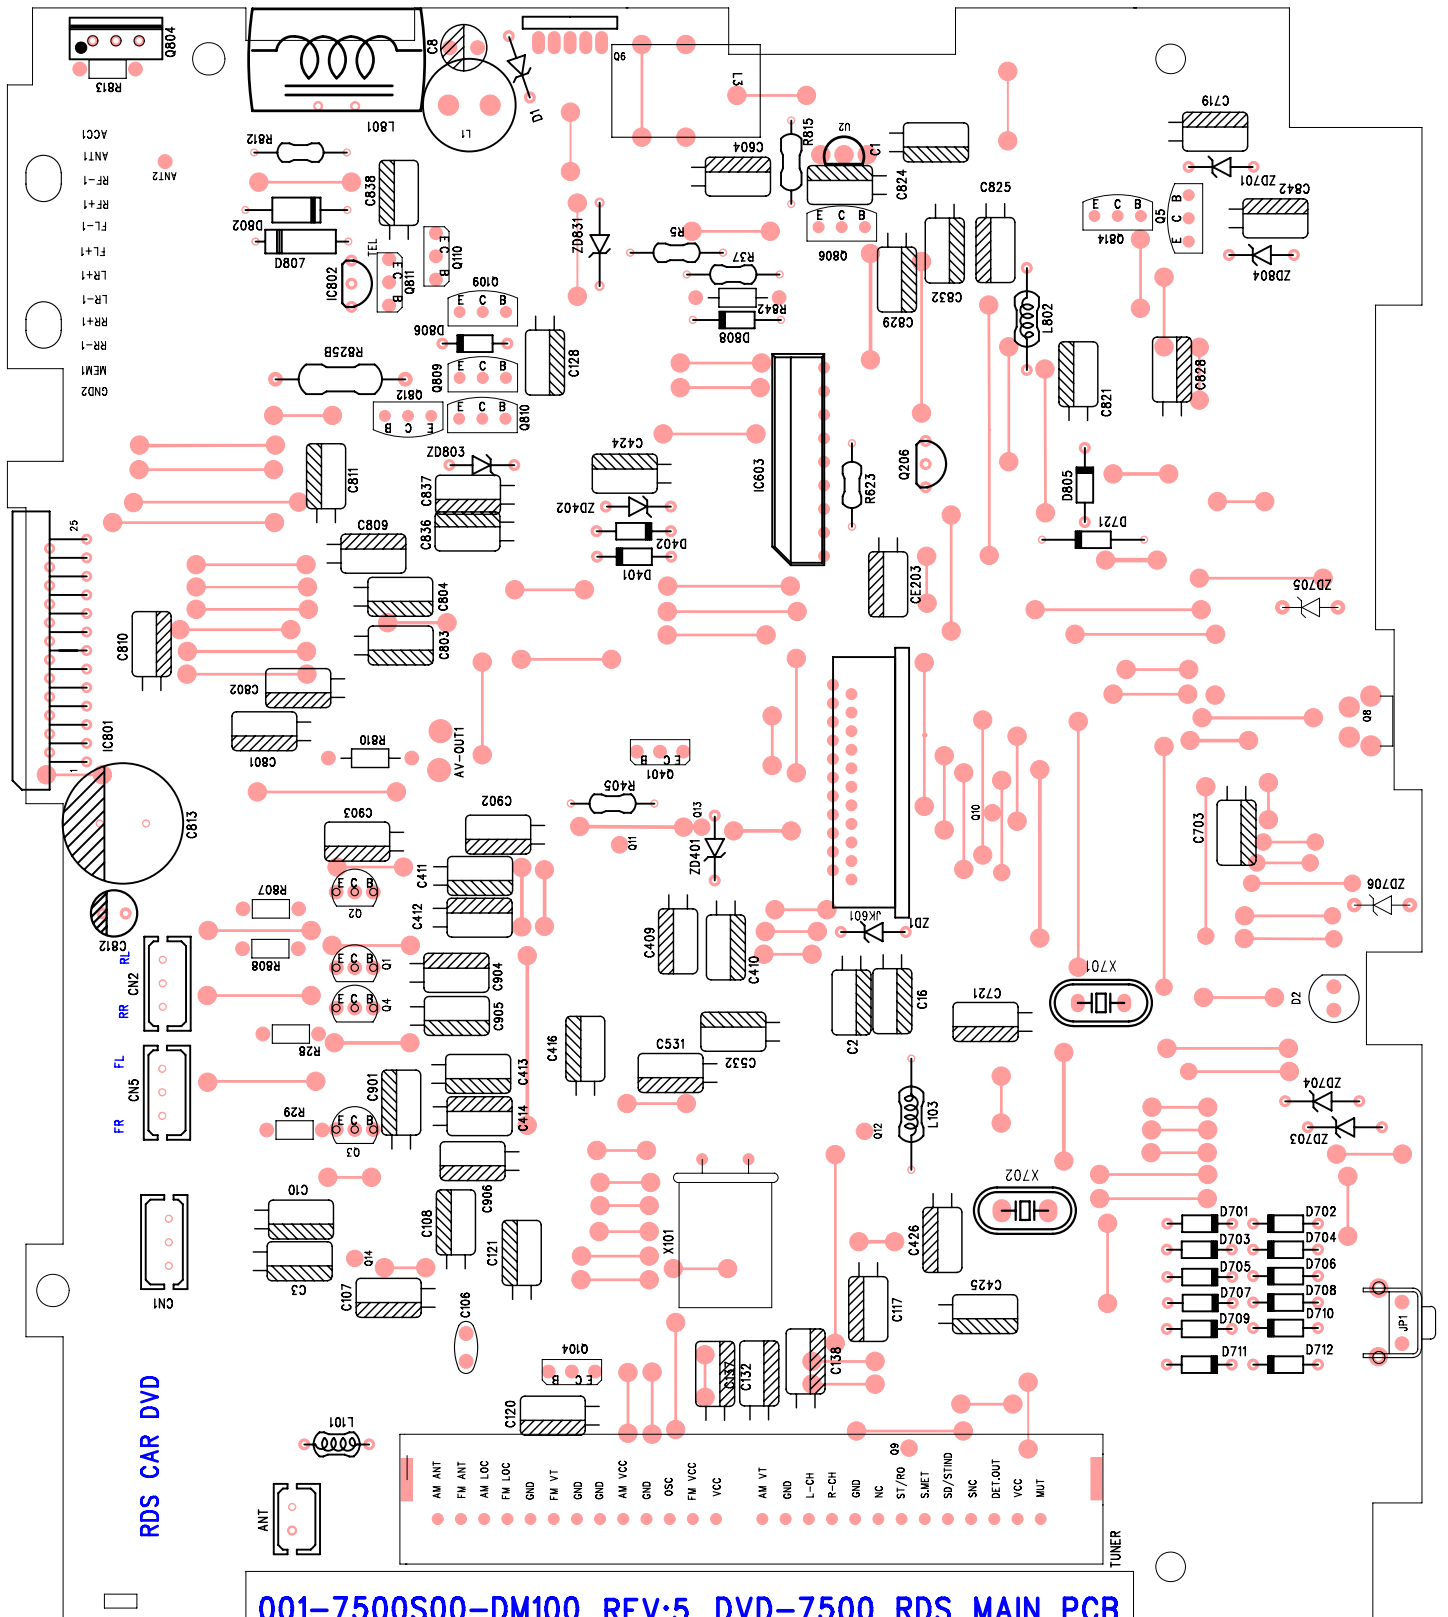 Q804
R813
L801
C8
L1
D1
Q6
L3
R815
U2
C1
C719
ACC1
ANT1
RF-1
RF+1
FL-1
FL+1
LR+1
LR-1
RR+1
RR-1
MEM1
GND2
ANT2
R812
C838
C604
C824
C825
ZD701
C842
D802
D807
TEL
IC802
E C B
Q811
E C B
Q110
ZD831
R5
E C B
Q806
C829
C832
E C B
Q814
E C B
Q5
ZD804
Q109
E C B
R37
R842
D808
L802
D806
C128
R825B
Q809
E C B
Q812
E C B
E C B
Q810
IC603
C821
C828
C811
ZD803
C837
C836
C424
ZD402
D402
D401
R623
Q206
D805
D721
25
C809
C804
C803
C810
CE203
ZD705
C802
C801
IC801
1
R810
AV-OUT1
E C B
Q401
Q8
C813
C903
C902
R405
Q13
Q11
ZD401
Q10
C703
C411
C412
R807
E C B
Q2
ZD706
C812
R808
C409
C410
JK601
ZD1
RL
CN2
RR
E C B
Q1
E C B
Q4
C904
C905
C2
C16
C721
X701
D2
R28
C416
C531
C532
FL
CN5
FR
C901
C413
C414
R29
E C B
Q3
L103
Q12
ZD704
ZD703
C906
C10
C108
C121
X101
X702
C426
D701
D702
D703
D704
D705
D706
D707
D708
D709
D710
D711
D712
Q14
C3
C107
CN1
C106
C117
C425
JP1
Q104
E C B
C137
C132
C138
C120
RDS CAR DVD
L101
Q9
AM ANT
FM ANT
AM LOC
FM LOC
GND
FM VT
GND
GND
AM VCC
GND
OSC
FM VCC
VCC
AM VT
GND
L-CH
R-CH
GND
NC
ST/RO
S.MET
SD/STIND
SNC
DET.OUT
VCC
MUT
ANT
TUNER
001-7500S00-DM100 REV:5 DVD-7500 RDS MAIN PCB